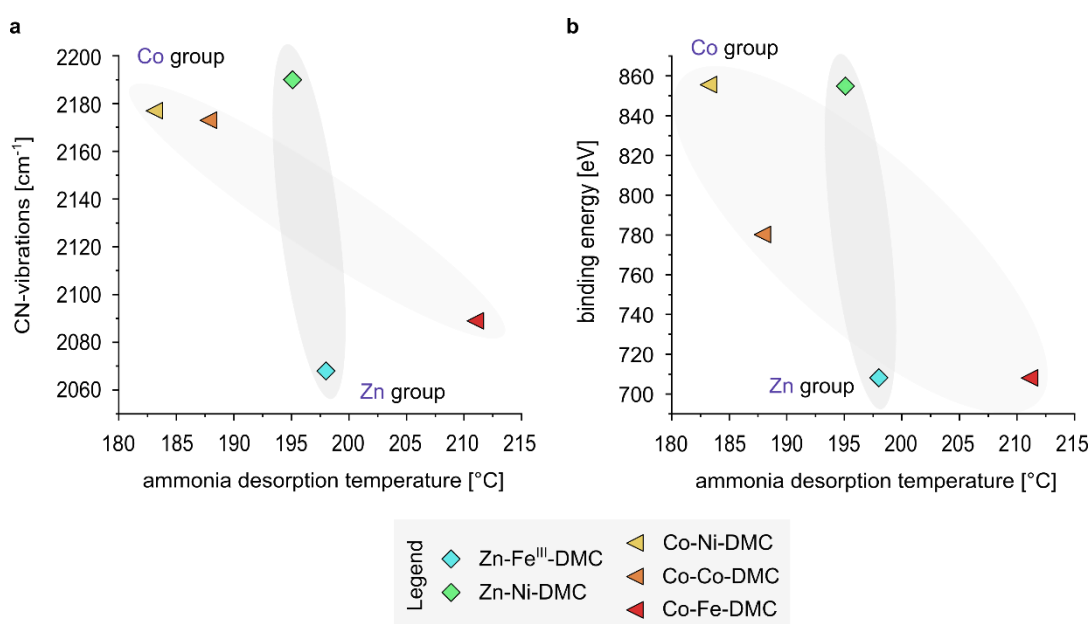 a
Co group
Zn group
CN-vibrations [cm⁻¹]
2200
2180
2160
2140
2120
2100
2080
2060
180 185 190 195 200 205 210 215
ammonia desorption temperature [°C]
b
Co group
Zn group
binding energy [eV]
860
840
820
800
780
760
740
720
700
180 185 190 195 200 205 210 215
ammonia desorption temperature [°C]
Legend
Zn-Feᴵᴵᴵ-DMC
Zn-Ni-DMC
Co-Ni-DMC
Co-Co-DMC
Co-Fe-DMC